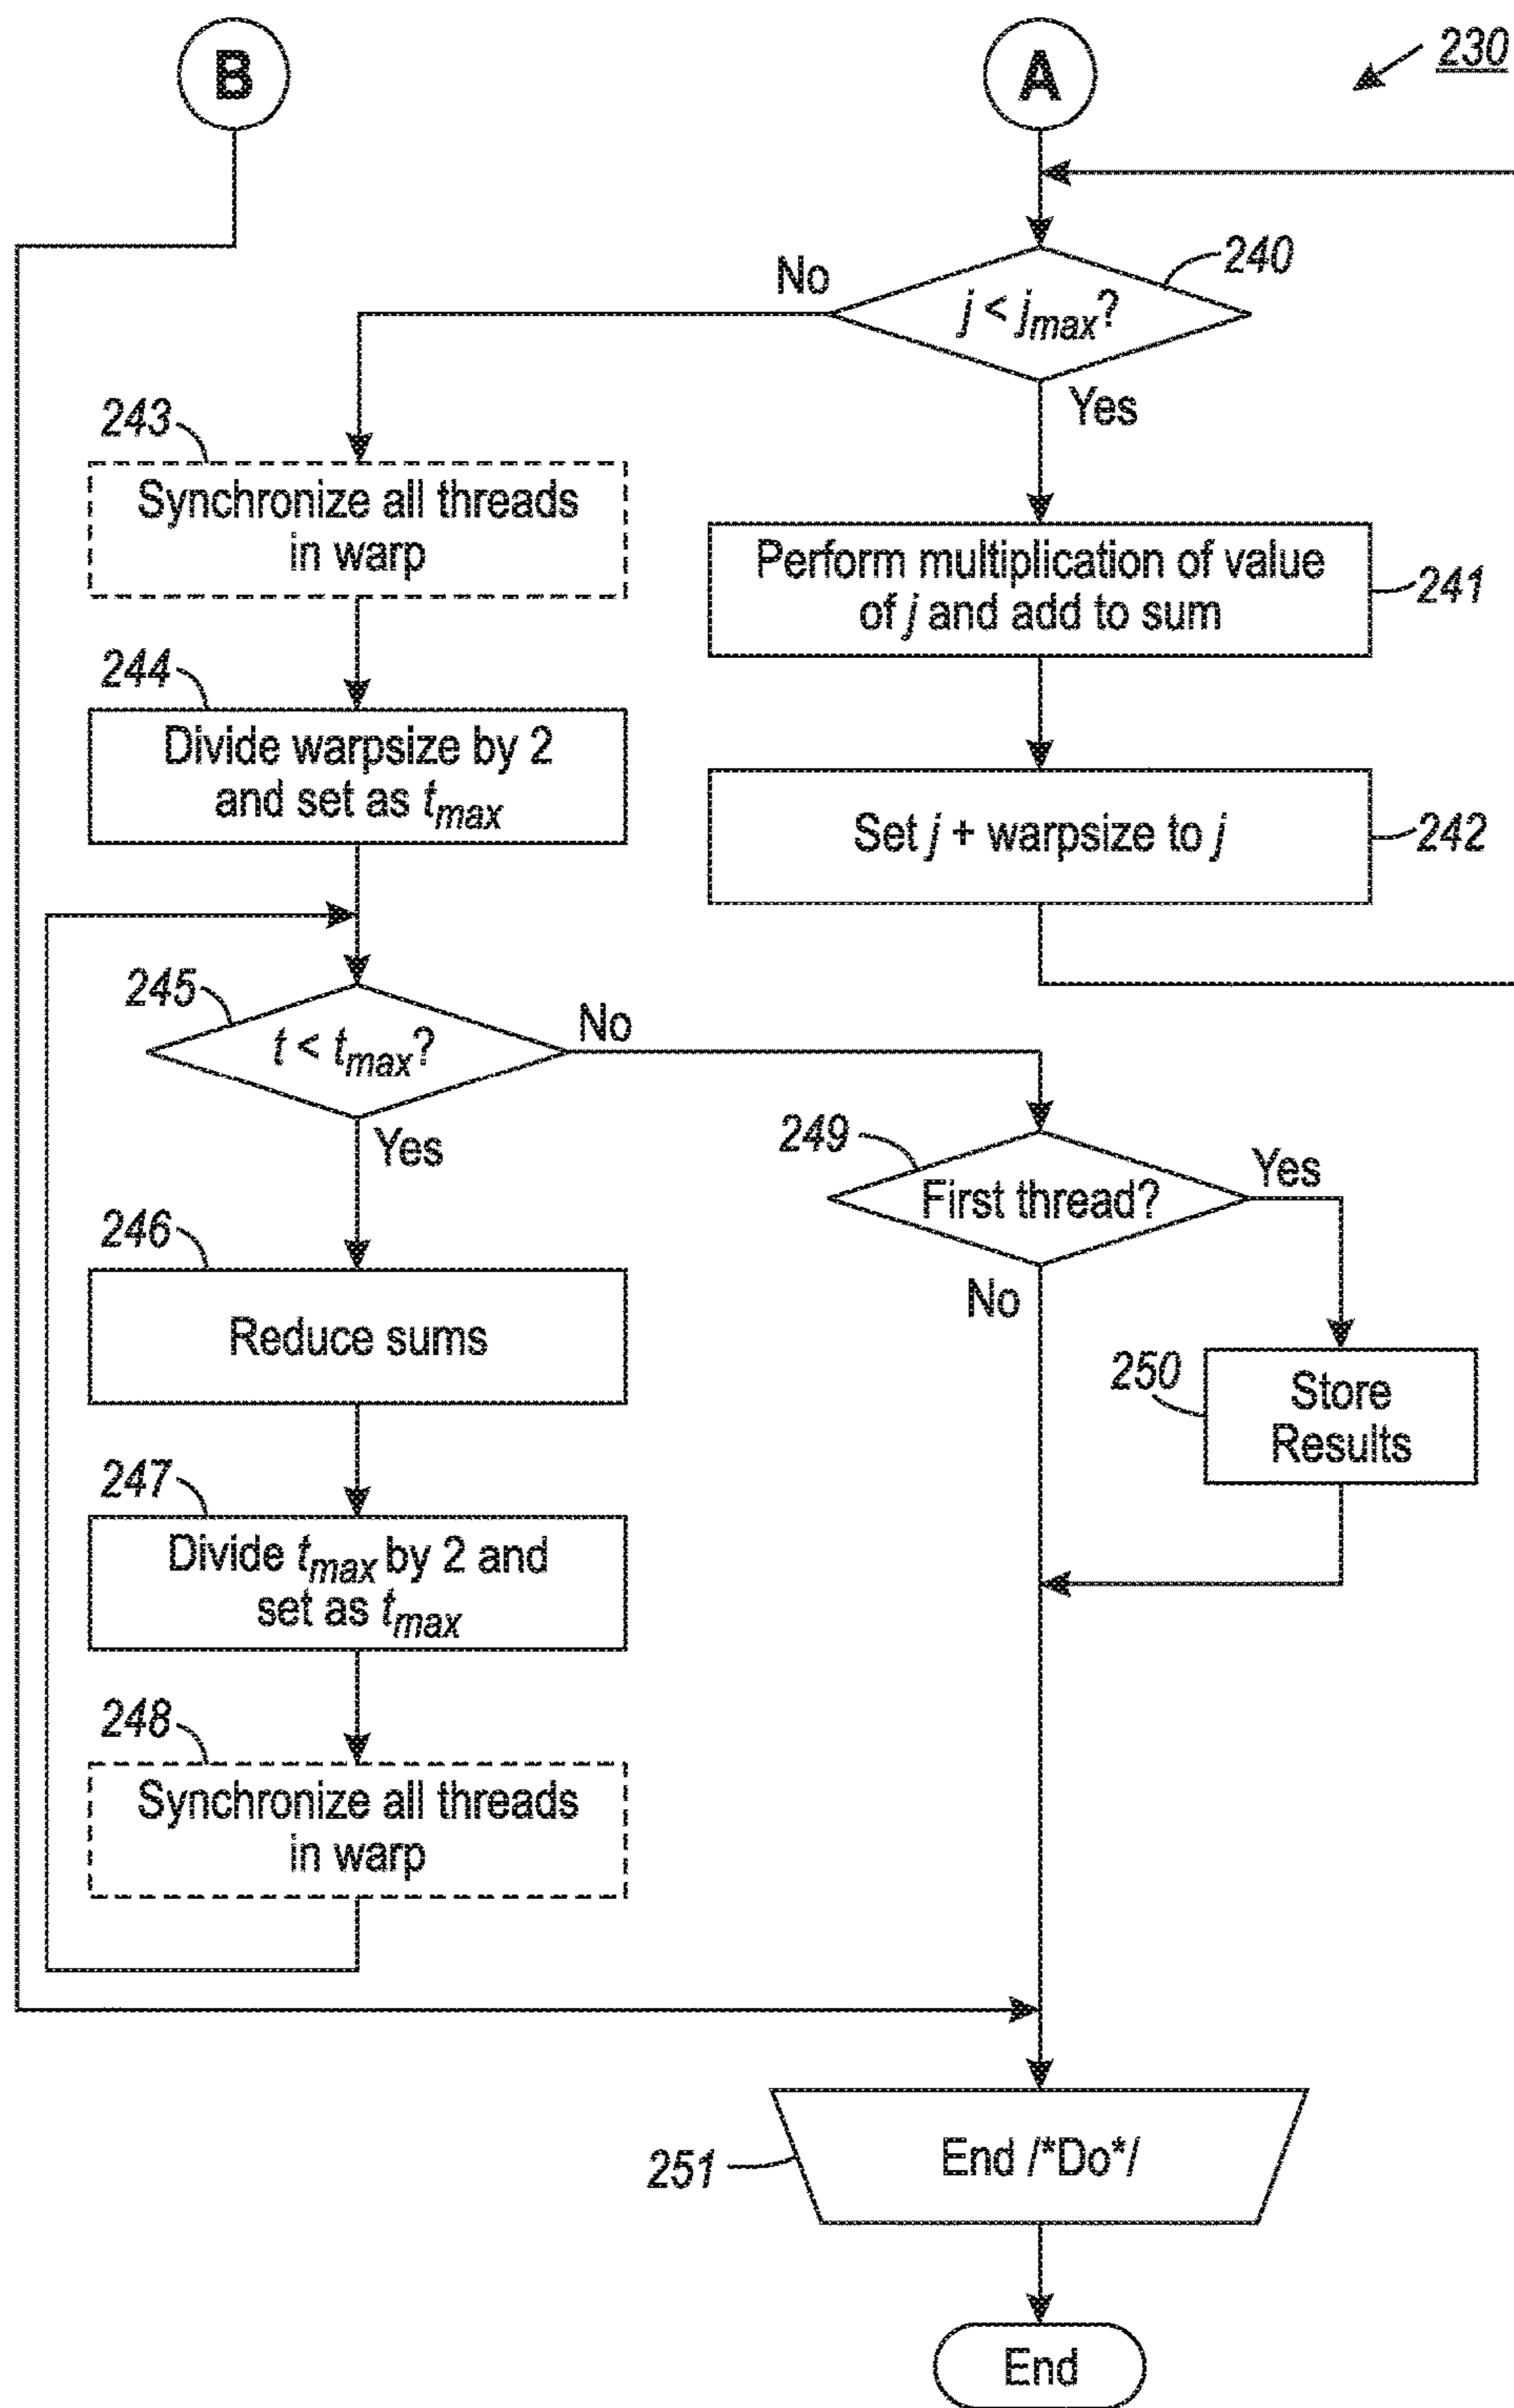 B
A
230
240
No
j < jmax?
Yes
243
Synchronize all threads
in warp
Perform multiplication of value
of j and add to sum
241
244
Divide warpsize by 2
and set as tmax
Set j + warpsize to j
242
245
t < tmax?
No
Yes
249
First thread?
Yes
No
246
Reduce sums
250
Store
Results
247
Divide tmax by 2 and
set as tmax
248
Synchronize all threads
in warp
251
End /*Do*/
End